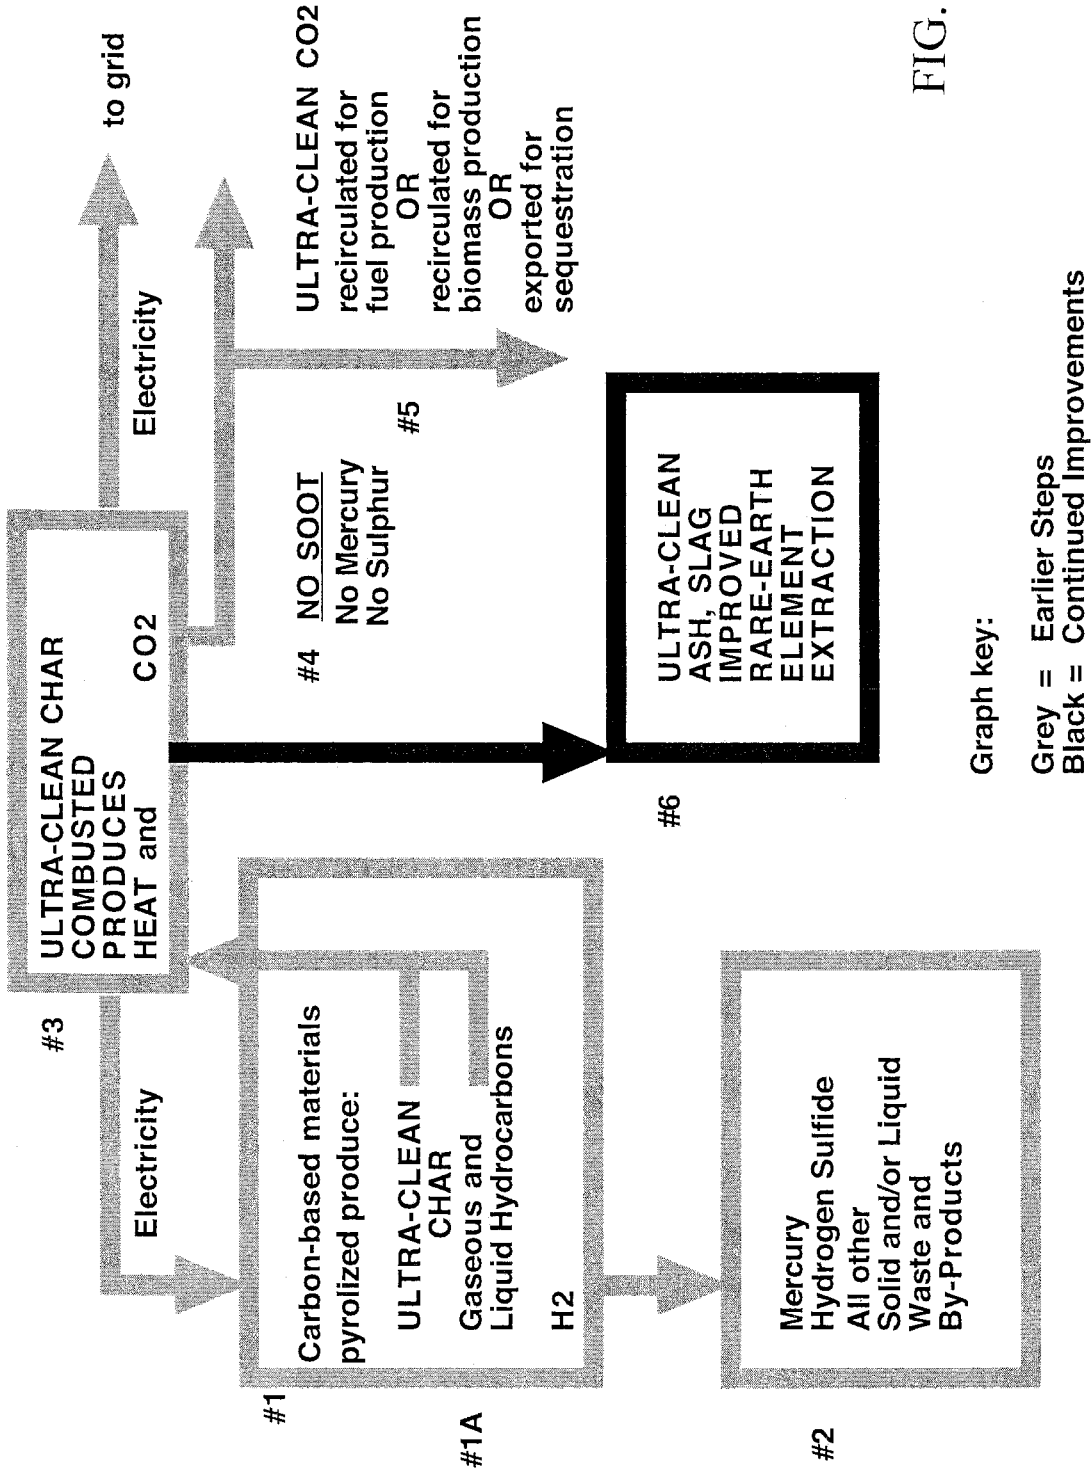 #3
ULTRA-CLEAN CHAR
COMBUSTED
PRODUCES
HEAT and CO2
Electricity
Electricity
to grid
#1
Carbon-based materials
pyrolized produce:
ULTRA-CLEAN
CHAR
#1A
Gaseous and
Liquid Hydrocarbons
H2
#4
NO SOOT
No Mercury
No Sulphur
#5
ULTRA-CLEAN CO2
recirculated for
fuel production
OR
recirculated for
biomass production
OR
exported for
sequestration
#2
Mercury
Hydrogen Sulfide
All other
Solid and/or Liquid
Waste and
By-Products
#6
ULTRA-CLEAN
ASH, SLAG
IMPROVED
RARE-EARTH
ELEMENT
EXTRACTION
Graph key:
Grey = Earlier Steps
Black = Continued Improvements
FIG.